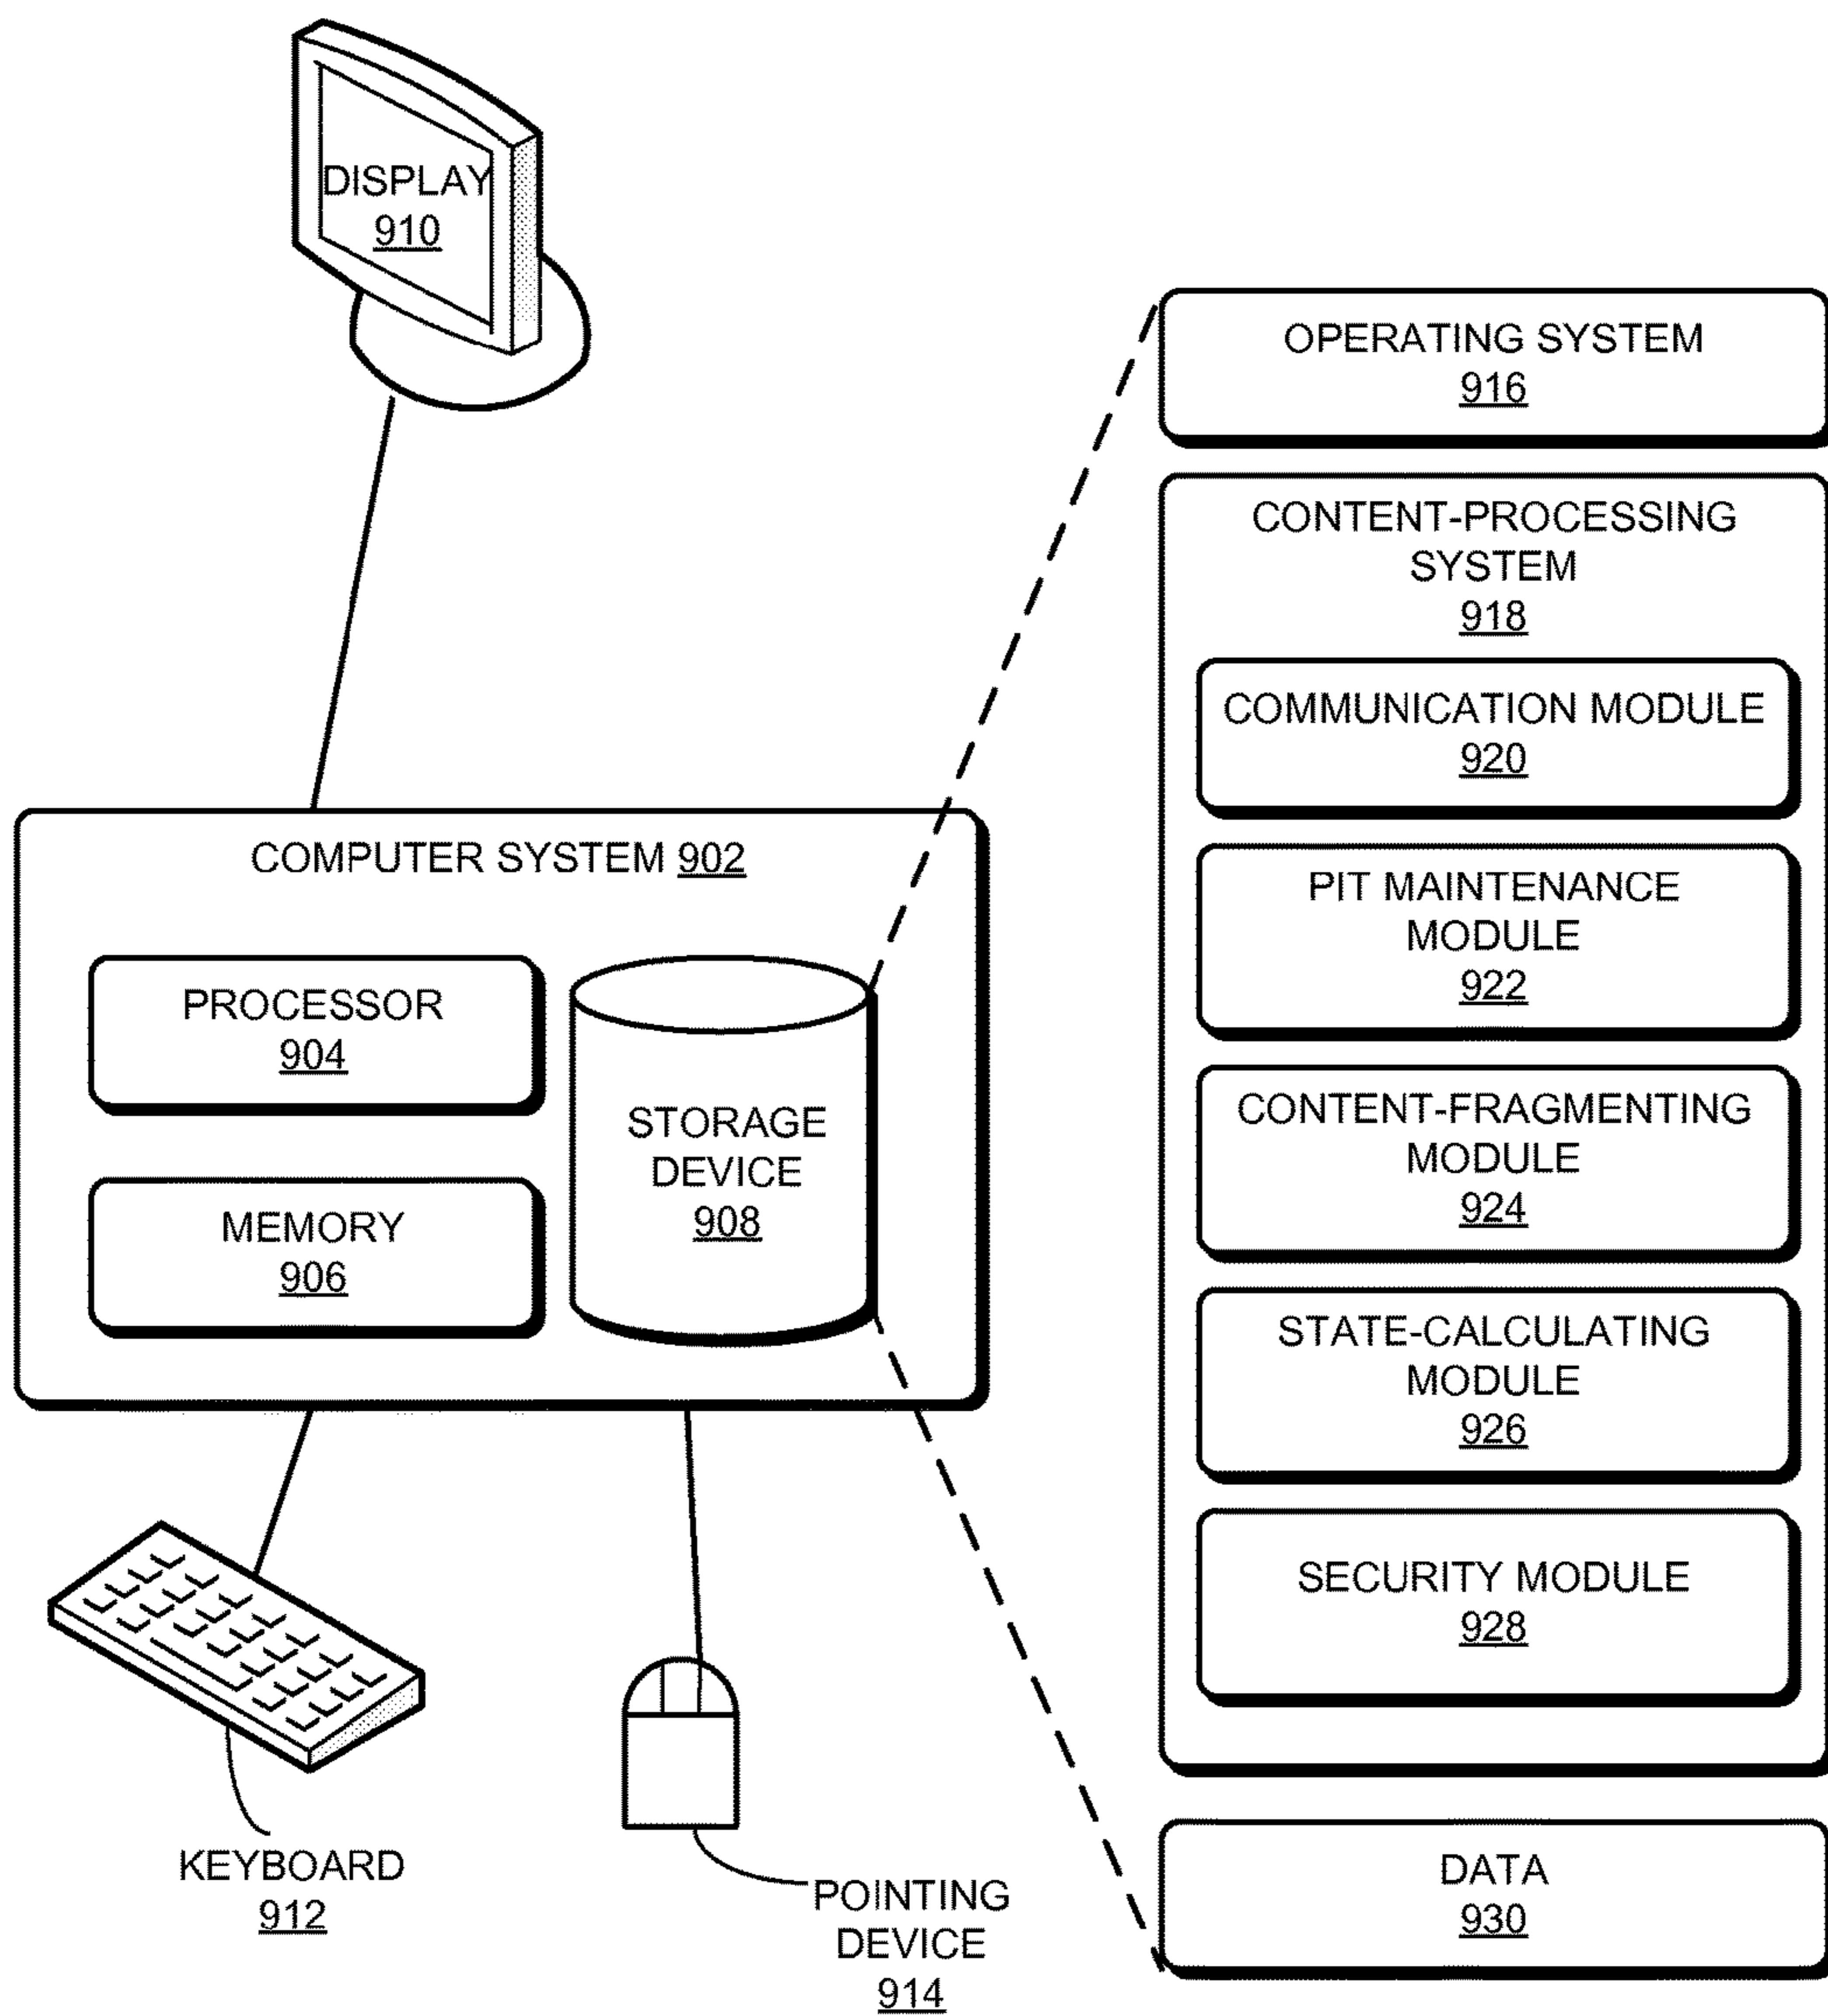 DISPLAY
910
COMPUTER SYSTEM 902
PROCESSOR
904
MEMORY
906
STORAGE
DEVICE
908
KEYBOARD
912
POINTING
DEVICE
914
OPERATING SYSTEM
916
CONTENT-PROCESSING
SYSTEM
918
COMMUNICATION MODULE
920
PIT MAINTENANCE
MODULE
922
CONTENT-FRAGMENTING
MODULE
924
STATE-CALCULATING
MODULE
926
SECURITY MODULE
928
DATA
930